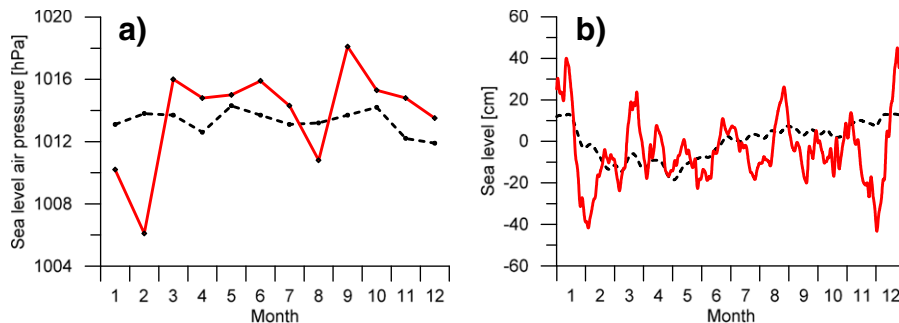 a)
Sea level air pressure [hPa]
1020
1016
1012
1008
1004
1 2 3 4 5 6 7 8 9 10 11 12
Month
b)
Sea level [cm]
60
40
20
0
-20
-40
-60
1 2 3 4 5 6 7 8 9 10 11 12
Month